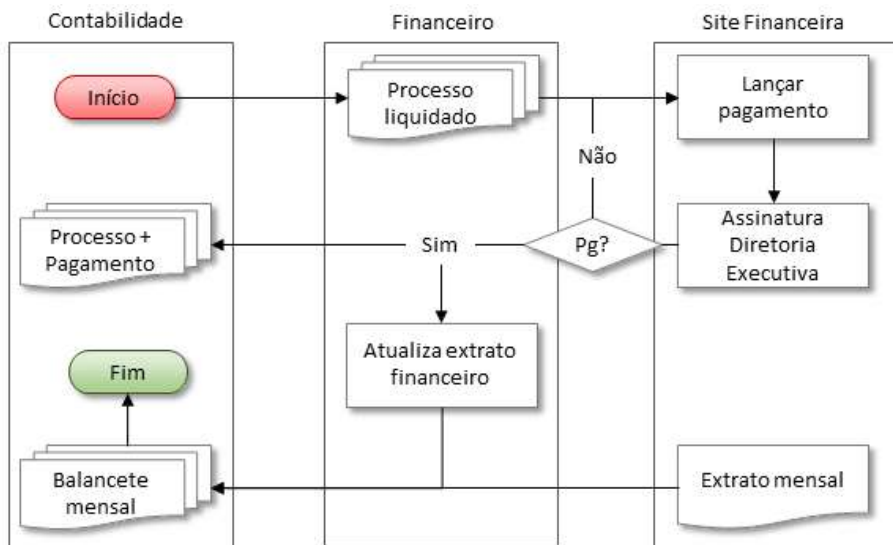 Contabilidade
Financeiro
Site Financeira
Início
Processo
liquidado
Lançar
pagamento
Não
Processo +
Pagamento
Sim
Pg?
Assinatura
Diretoria
Executiva
Atualiza extrato
financeiro
Fim
Balancete
mensal
Extrato mensal